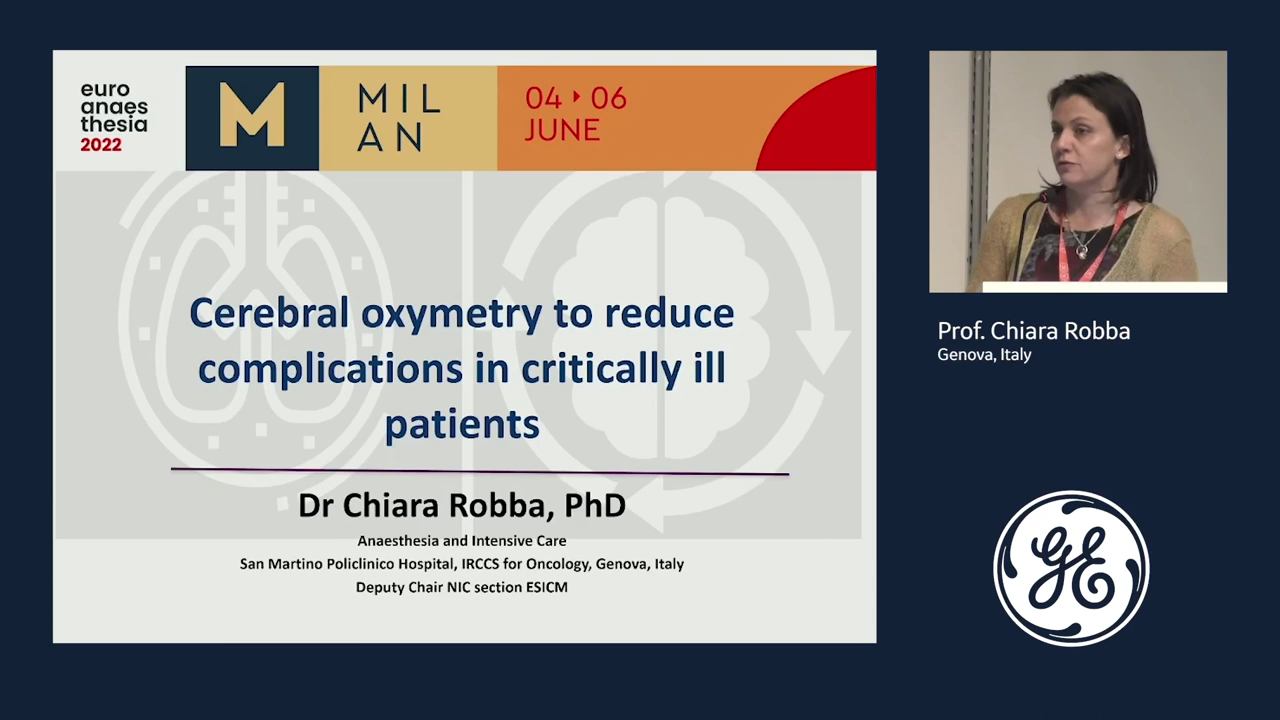 euro
anaes
thesia
2022
M
MIL
AN
04 ▸ 06
JUNE
Cerebral oxymetry to reduce
complications in critically ill
patients
Dr Chiara Robba, PhD
Anaesthesia and Intensive Care
San Martino Policlinico Hospital, IRCCS for Oncology, Genova, Italy
Deputy Chair NIC section ESICM
Prof. Chiara Robba
Genova, Italy
GE